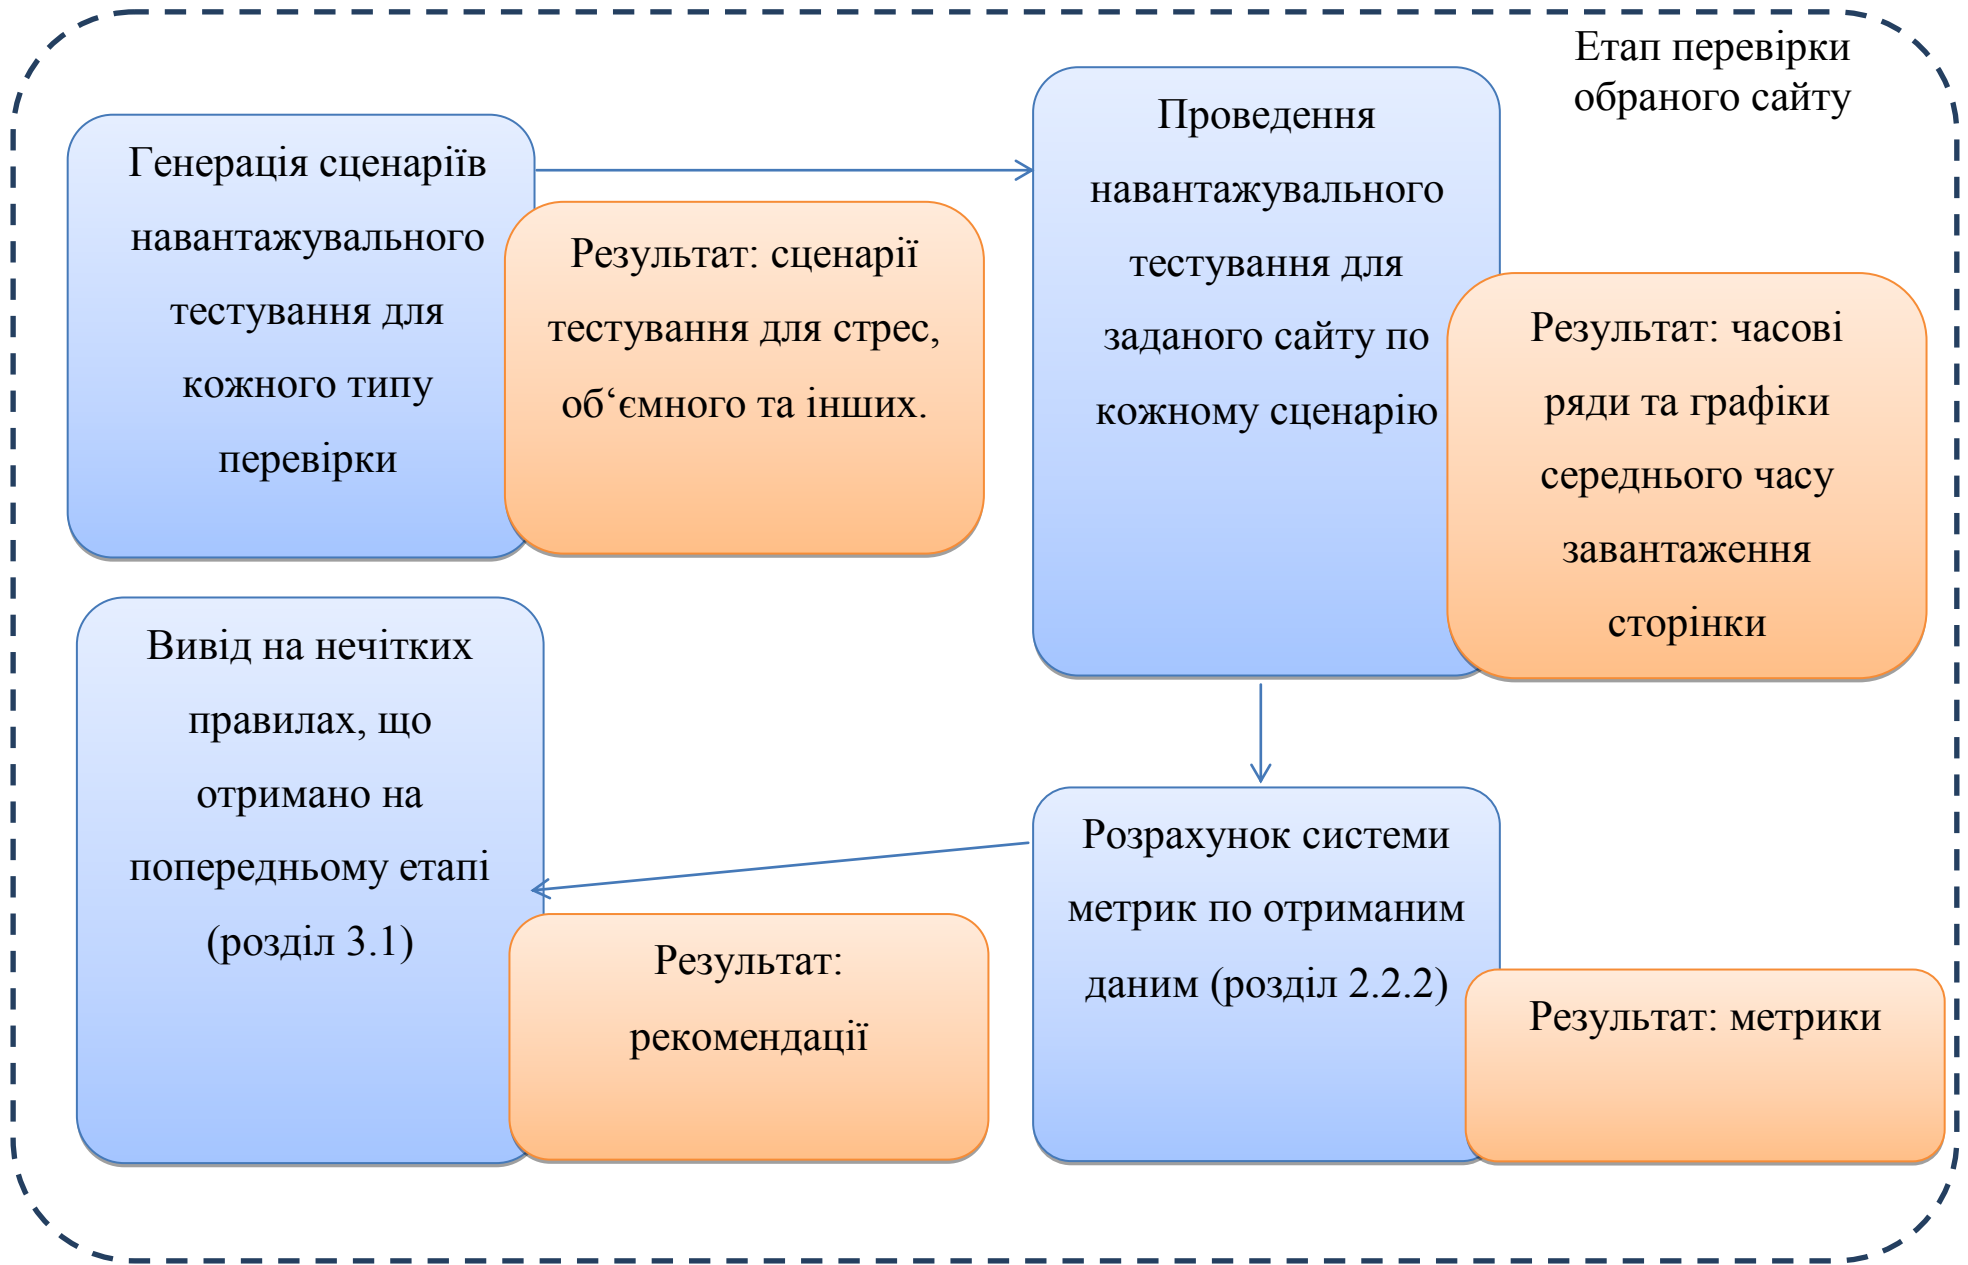 Етап перевірки
обраного сайту
Генерація сценаріїв
навантажувального
тестування для
кожного типу
перевірки
Результат: сценарії
тестування для стрес,
об‘ємного та інших.
Проведення
навантажувального
тестування для
заданого сайту по
кожному сценарію
Результат: часові
ряди та графіки
середнього часу
завантаження
сторінки
Розрахунок системи
метрик по отриманим
даним (розділ 2.2.2)
Результат: метрики
Вивід на нечітких
правилах, що
отримано на
попередньому етапі
(розділ 3.1)
Результат:
рекомендації